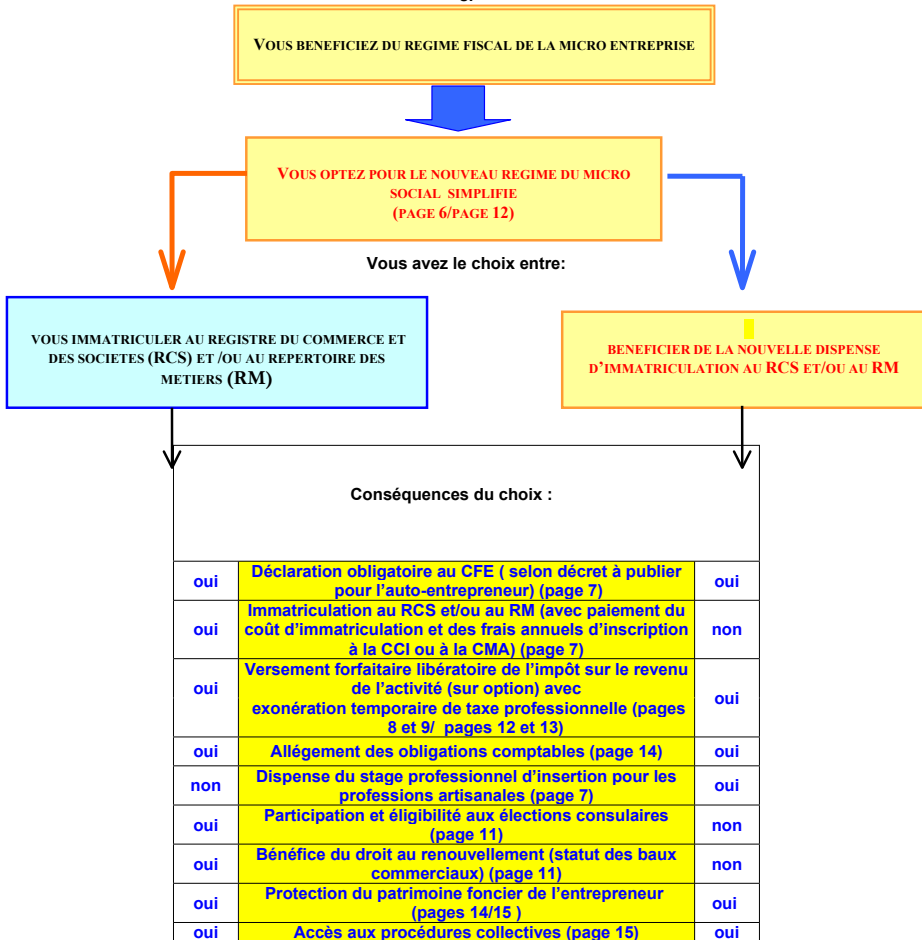 VOUS BENEFICIEZ DU REGIME FISCAL DE LA MICRO ENTREPRISE
VOUS OPTEZ POUR LE NOUVEAU REGIME DU MICRO
SOCIAL SIMPLIFIE
(PAGE 6/PAGE 12)
Vous avez le choix entre:
VOUS IMMATRICULER AU REGISTRE DU COMMERCE ET
DES SOCIETES (RCS) ET /OU AU REPERTOIRE DES
METIERS (RM)
BENEFICIER DE LA NOUVELLE DISPENSE
D'IMMATRICULATION AU RCS ET/OU AU RM
Conséquences du choix :
oui Déclaration obligatoire au CFE ( selon décret à publier
pour l'auto-entrepreneur) (page 7) oui
Immatriculation au RCS et/ou au RM (avec paiement du
oui coût d'immatriculation et des frais annuels d'inscription non
à la CCI ou à la CMA) (page 7)
Versement forfaitaire libératoire de l'impôt sur le revenu
oui de l'activité (sur option) avec oui
exonération temporaire de taxe professionnelle (pages
8 et 9/ pages 12 et 13)
oui Allégement des obligations comptables (page 14) oui
non Dispense du stage professionnel d'insertion pour les
professions artisanales (page 7) oui
oui Participation et éligibilité aux élections consulaires
(page 11) non
oui Bénéfice du droit au renouvellement (statut des baux
commerciaux) (page 11) non
oui Protection du patrimoine foncier de l'entrepreneur
(pages 14/15 ) oui
oui Accès aux procédures collectives (page 15) oui